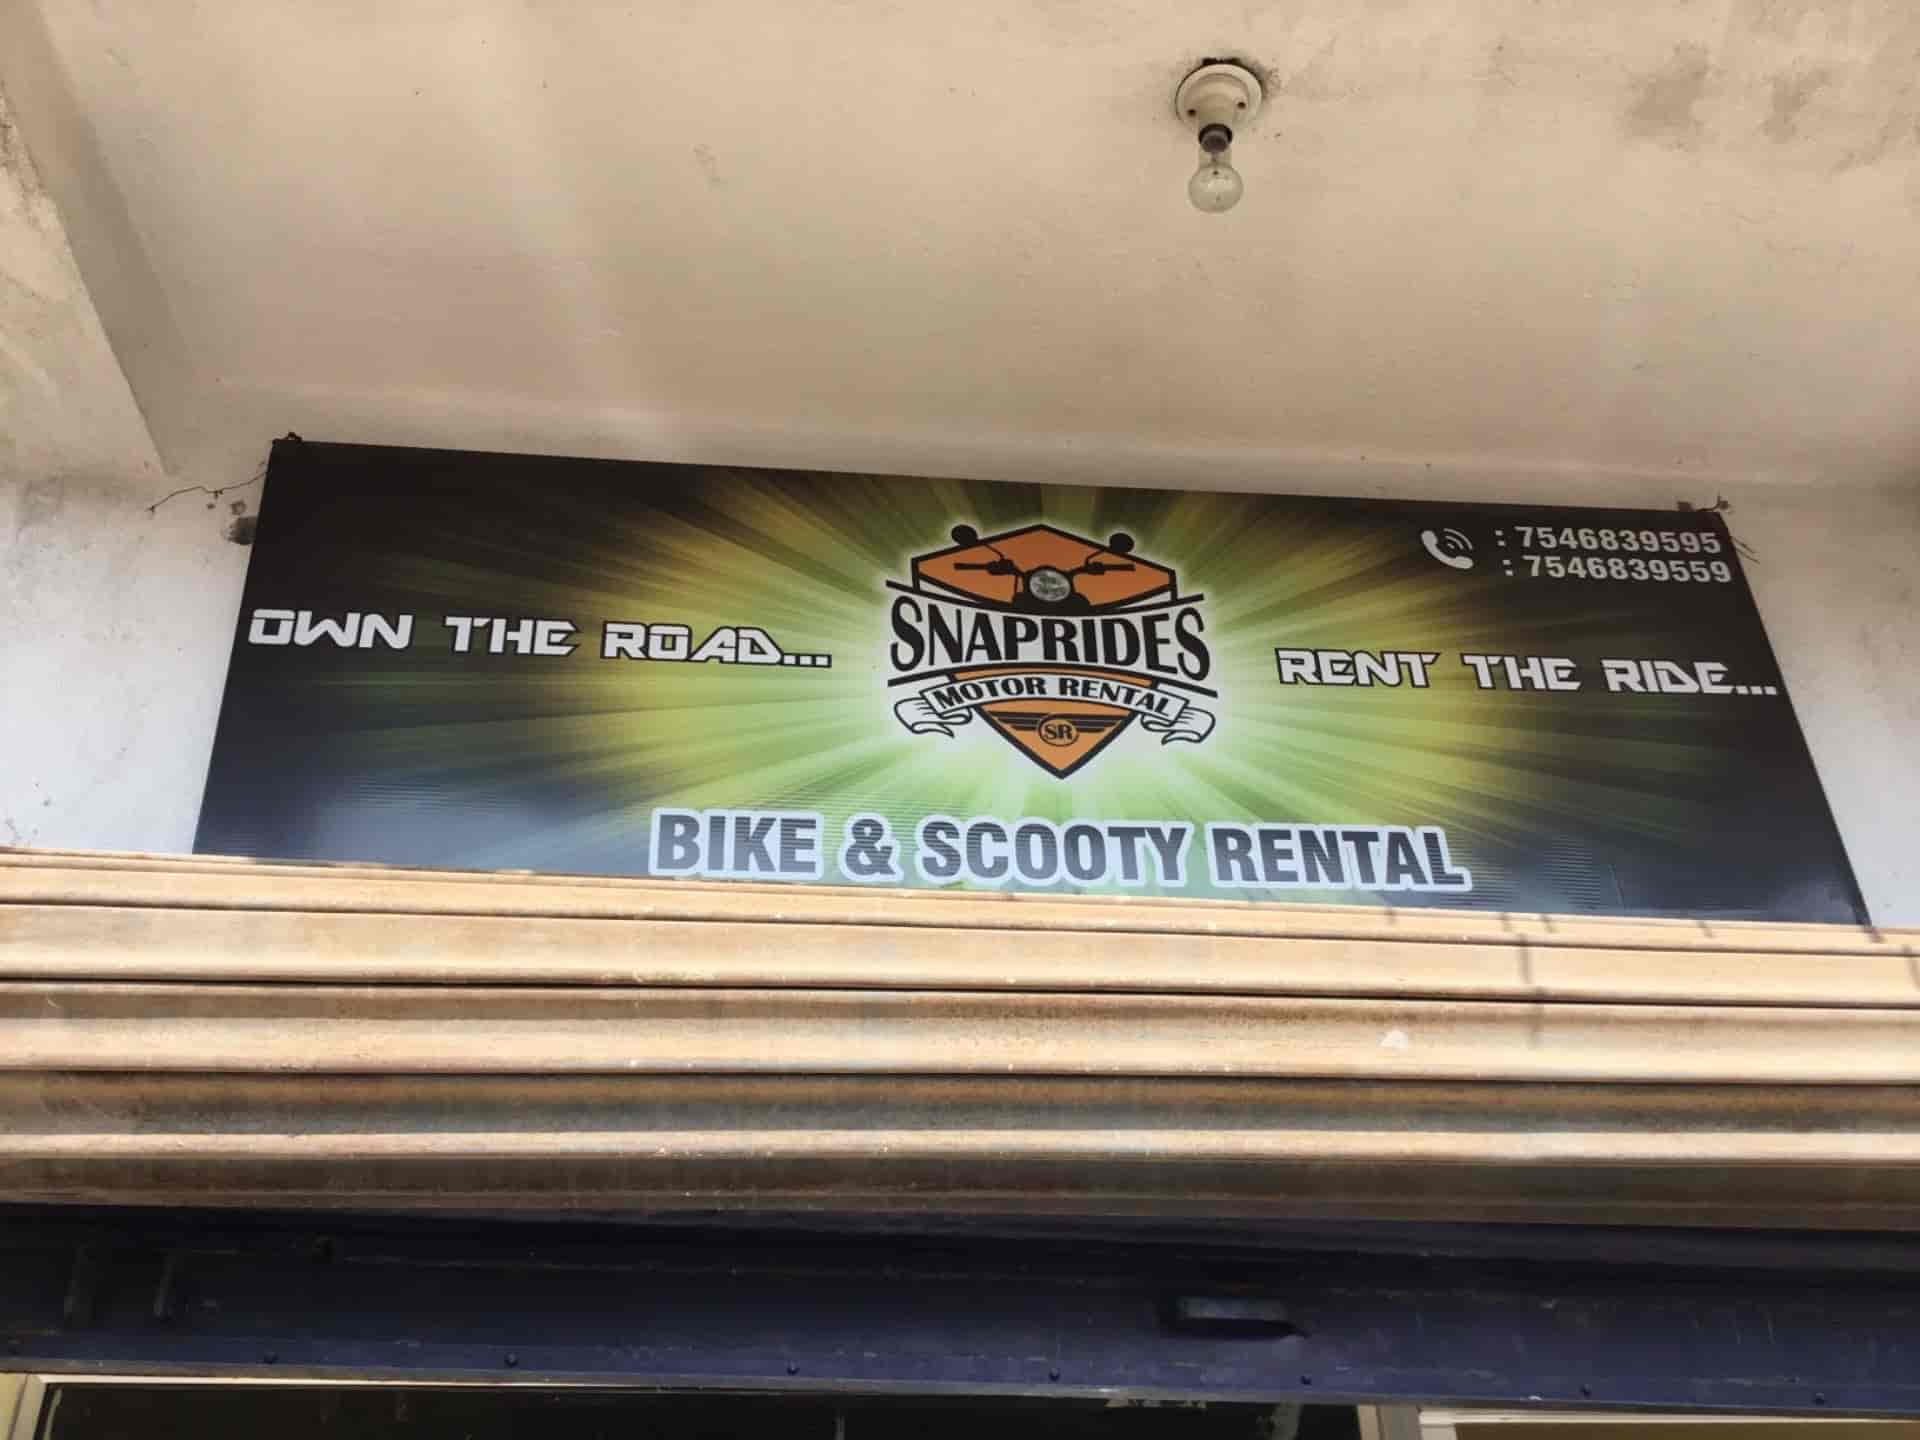 : 7546839595
: 7546839559
OWN THE ROAD...
SNAPRIDES
MOTOR RENTAL
SR
RENT THE RIDE...
BIKE & SCOOTY RENTAL